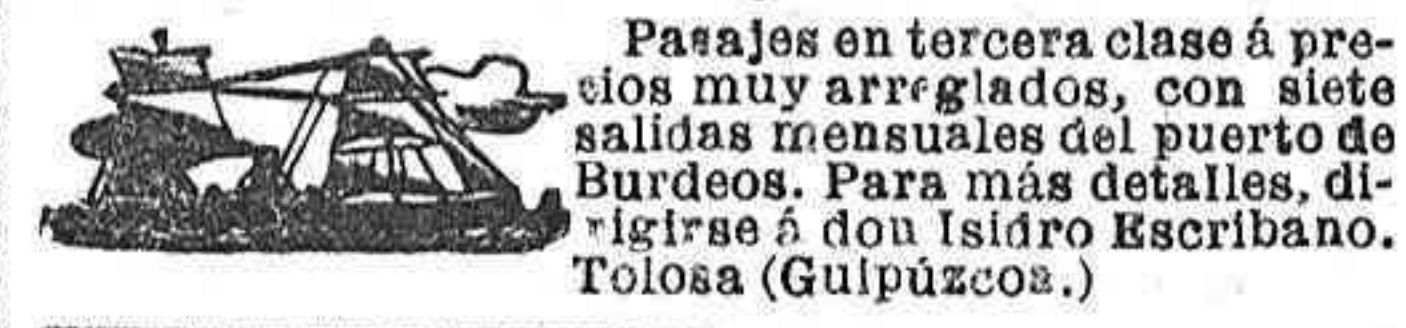 Pasajes en tercera clase á pre-
cios muy arreglados, con siete
salidas mensuales del puerto de
Burdeos. Para más detalles, di-
rigirse á don Isidro Escribano.
Tolosa (Guipúzcoa.)